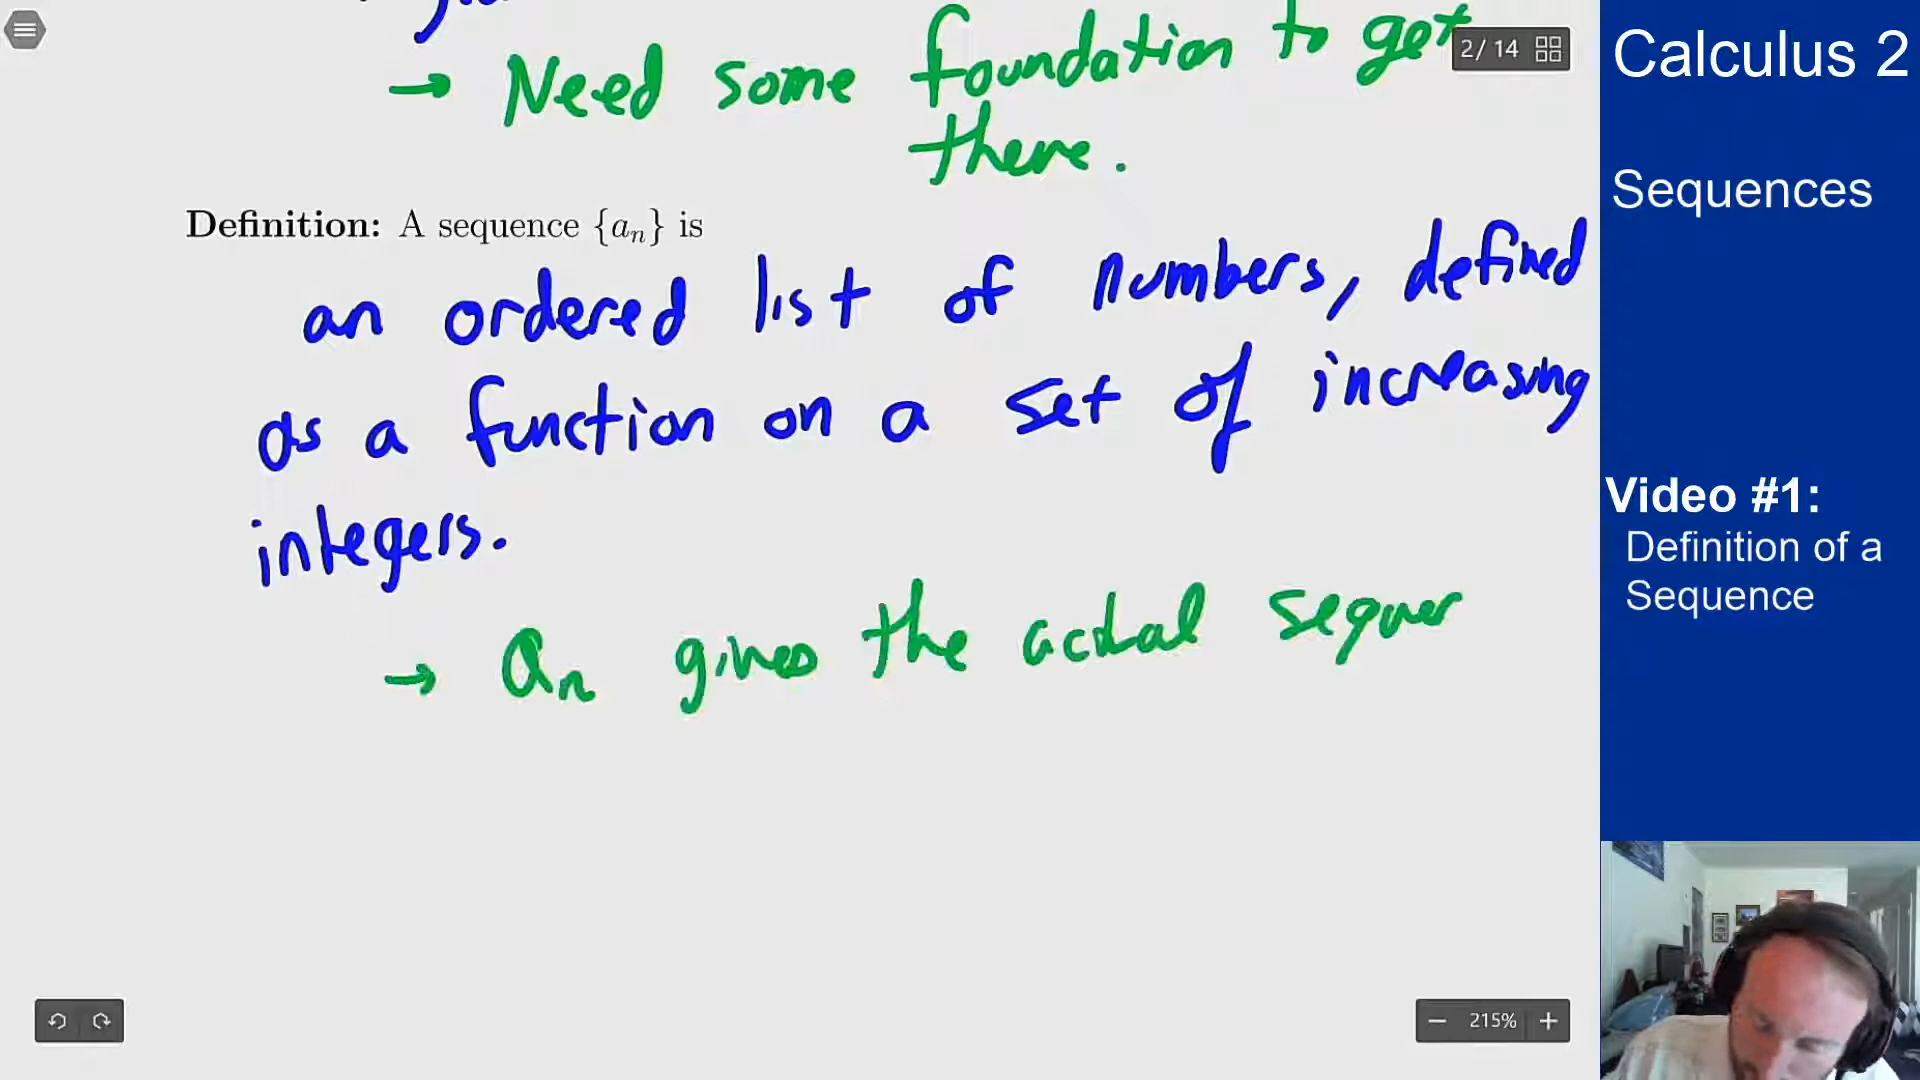 → Need some foundation to get
there.
Definition: A sequence {aₙ} is
an ordered list of numbers, defined
as a function on a set of increasing
integers.
→ aₙ gives the actual sequer
2/ 14
215%
Calculus 2
Sequences
Video #1:
Definition of a
Sequence